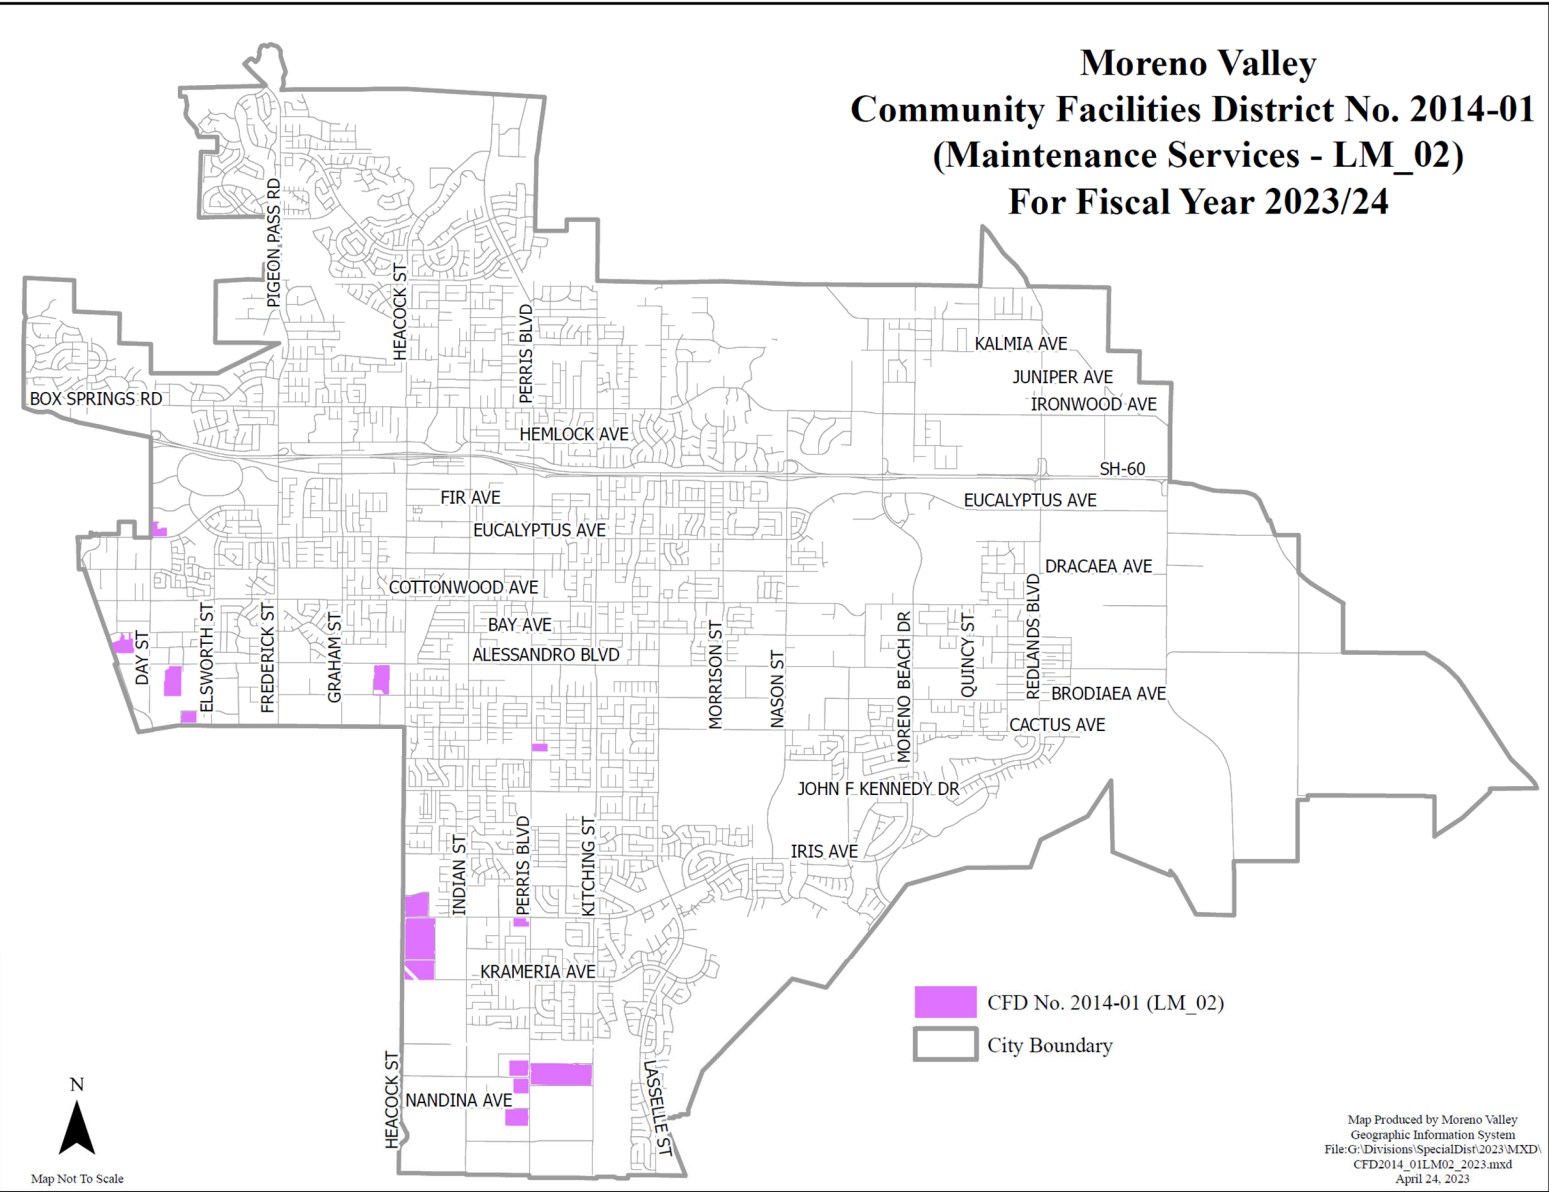 Moreno Valley
Community Facilities District No. 2014-01
(Maintenance Services - LM_02)
For Fiscal Year 2023/24
PIGEON PASS RD
HEACOCK ST
PERRIS BLVD
KALMIA AVE
JUNIPER AVE
IRONWOOD AVE
BOX SPRINGS RD
HEMLOCK AVE
SH-60
FIR AVE
EUCALYPTUS AVE
EUCALYPTUS AVE
DRACAEA AVE
COTTONWOOD AVE
BAY AVE
ALESSANDRO BLVD
DAY ST
ELSWORTH ST
FREDERICK ST
GRAHAM ST
MORRISON ST
NASON ST
MORENO BEACH DR
QUINCY ST
REDLANDS BLVD
BRODIAEA AVE
CACTUS AVE
JOHN F KENNEDY DR
IRIS AVE
INDIAN ST
PERRIS BLVD
KITCHING ST
KRAMERIA AVE
CFD No. 2014-01 (LM_02)
City Boundary
HEACOCK ST
NANDINA AVE
LASSELLE ST
N
Map Not To Scale
Map Produced by Moreno Valley
Geographic Information System
File:G:\Divisions\SpecialDist\2023\MXD\
CFD2014_01LM02_2023.mxd
April 24, 2023